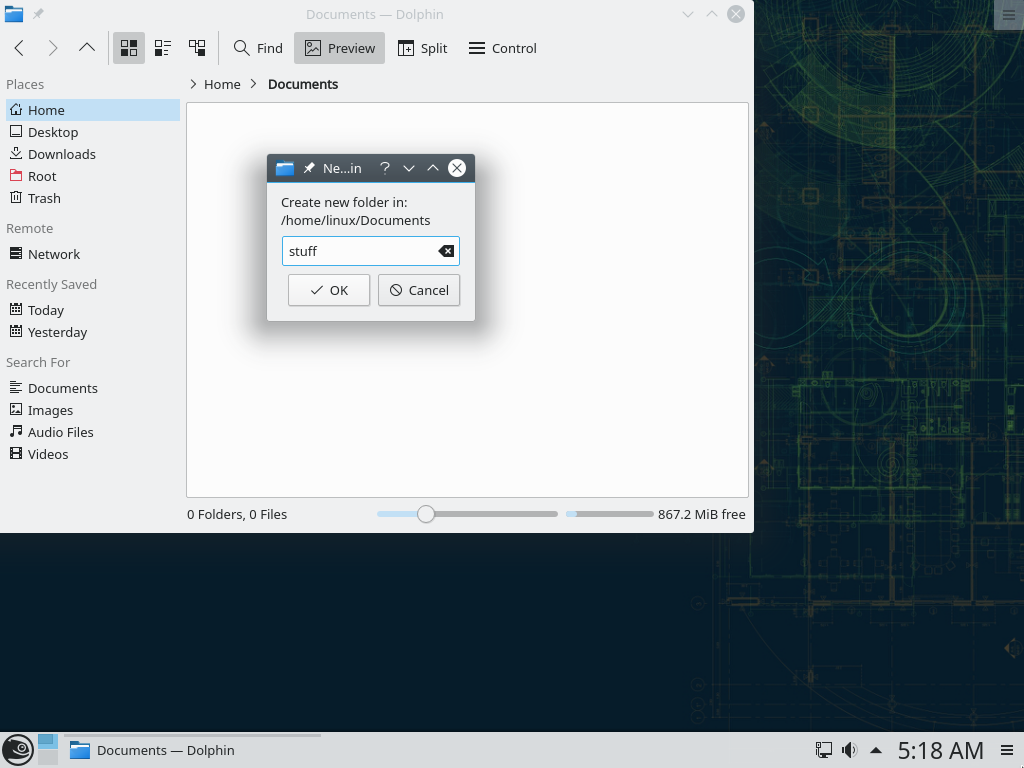 Documents — Dolphin
Find
Preview
Split
Control
Places
Home
Desktop
Downloads
Root
Trash
Remote
Network
Recently Saved
Today
Yesterday
Search For
Documents
Images
Audio Files
Videos
Home
Documents
Ne...in
?
Create new folder in:
/home/linux/Documents
stuff
OK
Cancel
0 Folders, 0 Files
867.2 MiB free
Documents — Dolphin
5:18 AM